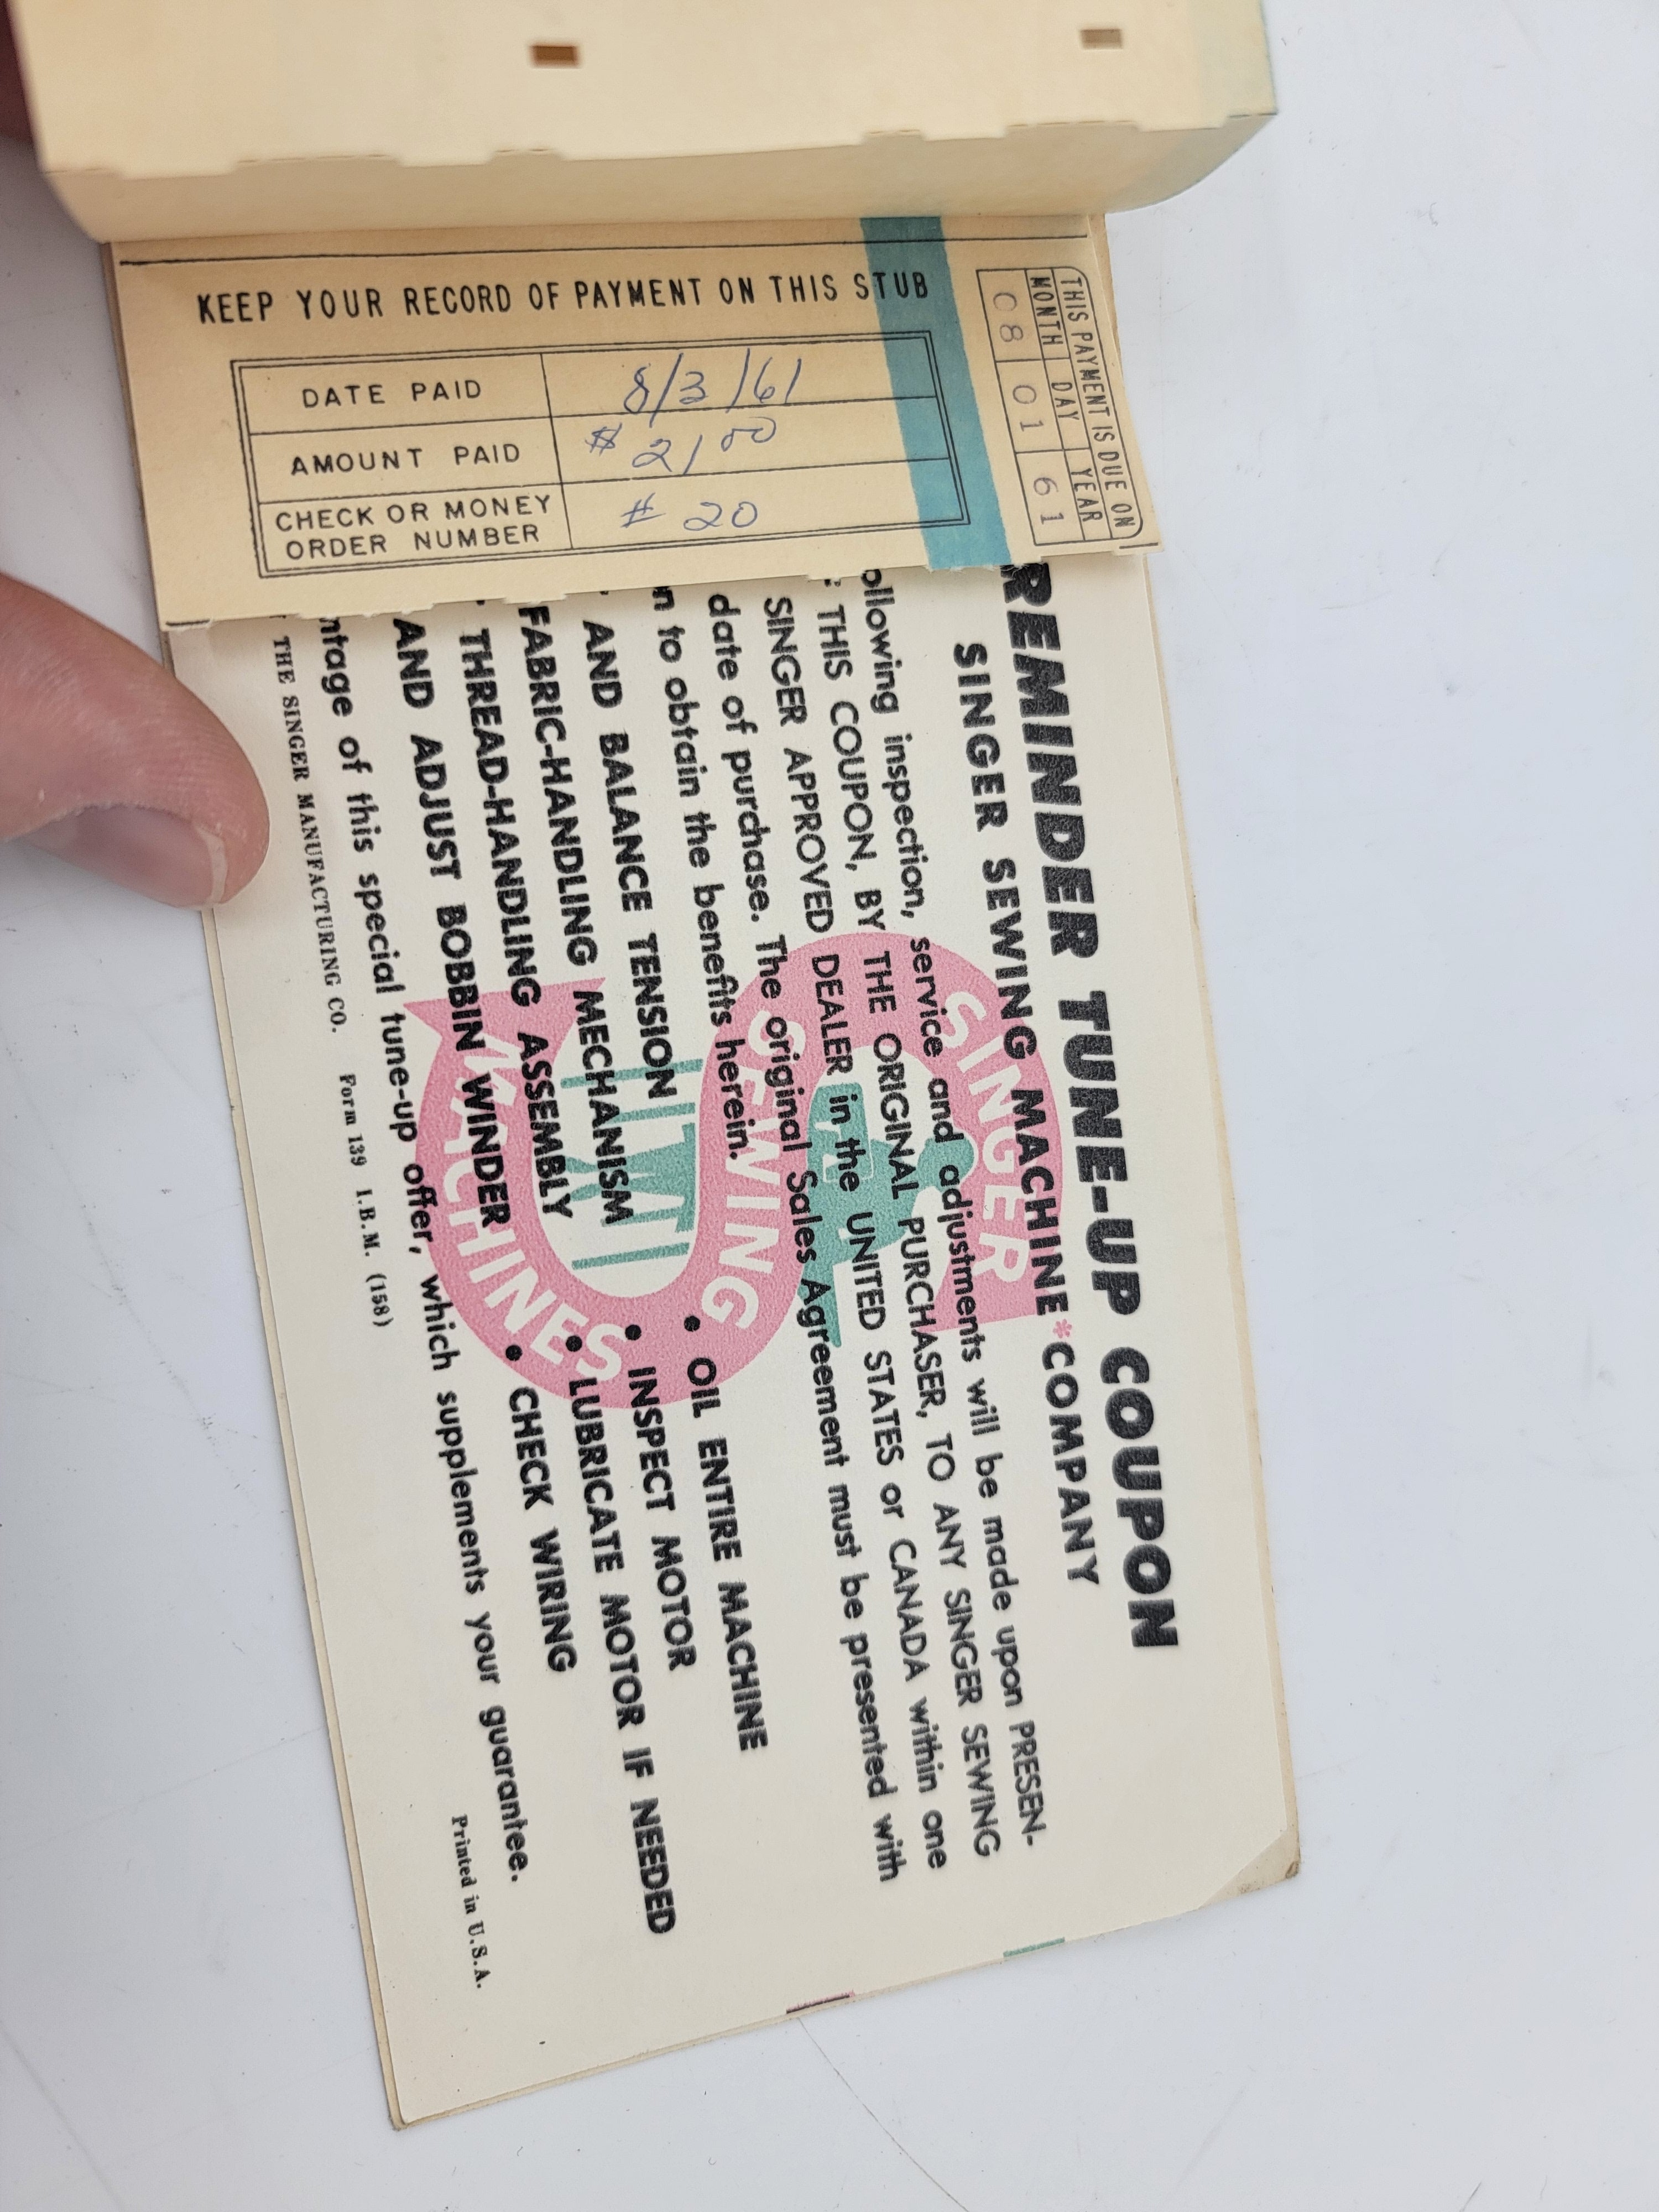 KEEP YOUR RECORD OF PAYMENT ON THIS STUB
DATE PAID 8/3/61
AMOUNT PAID $ 21 00
CHECK OR MONEY
ORDER NUMBER # 20
THIS PAYMENT IS DUE ON
MONTH DAY YEAR
08 01 61
REMINDER TUNE-UP COUPON
SINGER SEWING MACHINE*COMPANY
ollowing inspection, service and adjustments will be made upon PRESEN-
THIS COUPON, BY THE ORIGINAL PURCHASER, TO ANY SINGER SEWING
SINGER APPROVED DEALER in the UNITED STATES or CANADA within one
date of purchase. The original Sales Agreement must be presented with
n to obtain the benefits herein.
AND BALANCE TENSION
FABRIC-HANDLING MECHANISM
THREAD-HANDLING ASSEMBLY
AND ADJUST BOBBIN WINDER
• OIL ENTIRE MACHINE
• INSPECT MOTOR
• LUBRICATE MOTOR IF NEEDED
• CHECK WIRING
ntage of this special tune-up offer, which supplements your guarantee.
THE SINGER MANUFACTURING CO. Form 139 I.B.M. (158)
Printed in U.S.A.
SINGER
SEWING
MACHINES